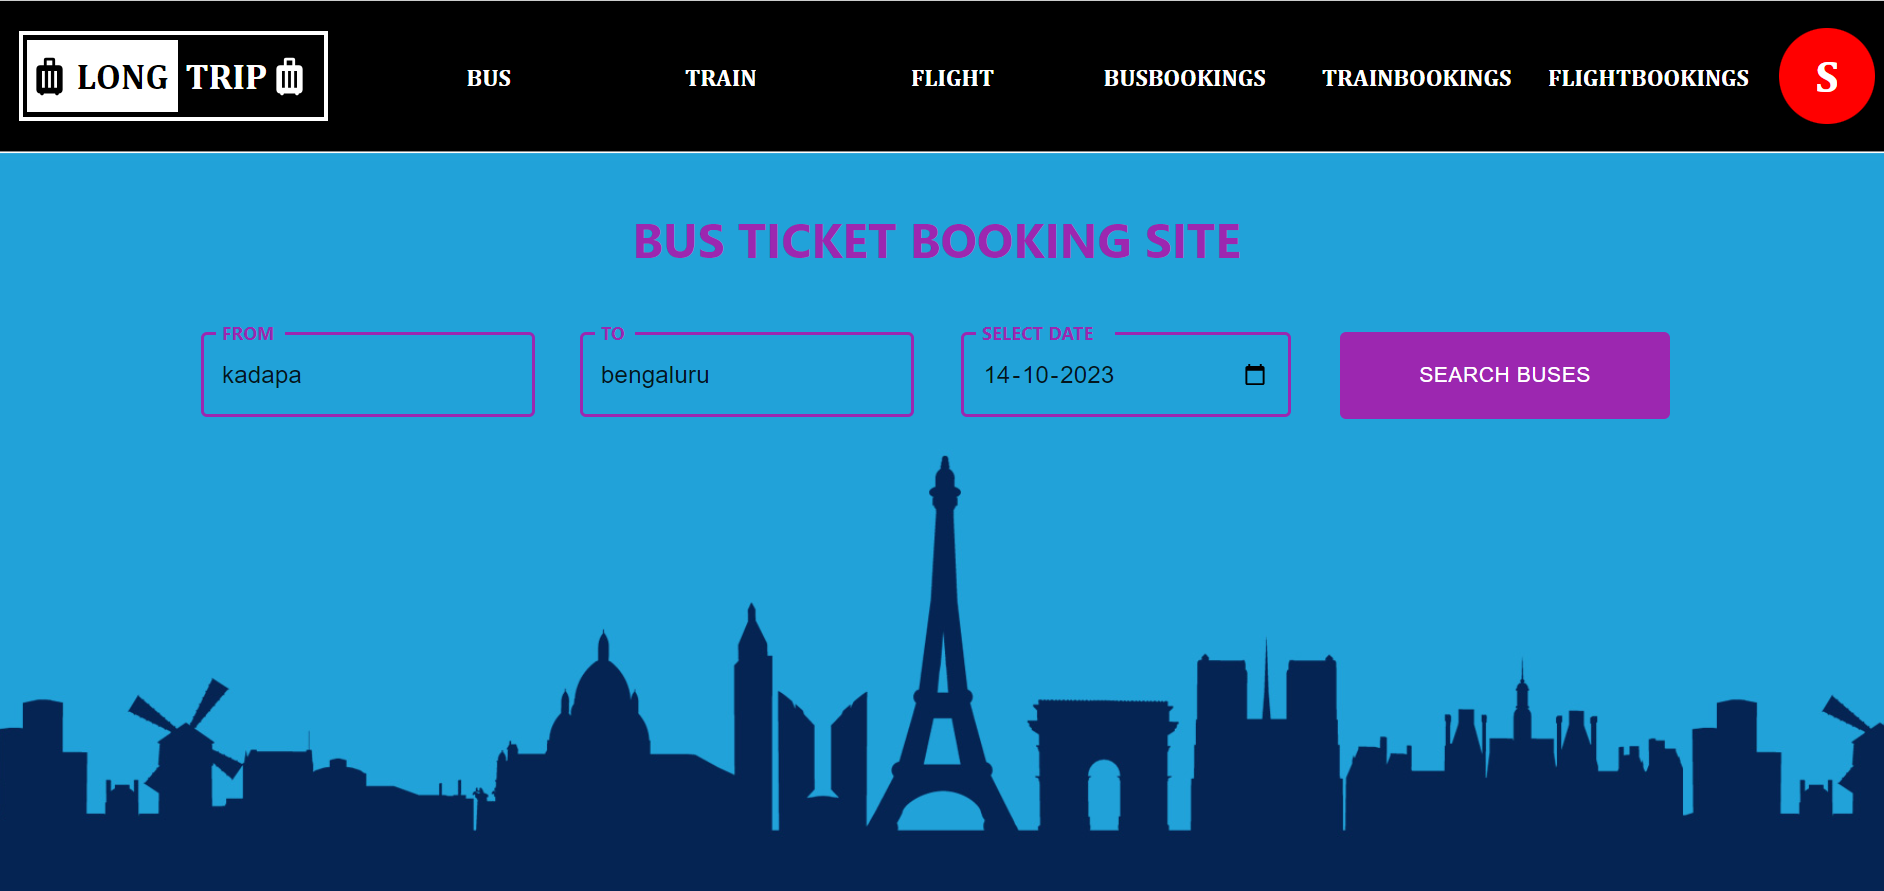 LONG TRIP
BUS
TRAIN
FLIGHT
BUSBOOKINGS
TRAINBOOKINGS
FLIGHTBOOKINGS
S
BUS TICKET BOOKING SITE
FROM
kadapa
TO
bengaluru
SELECT DATE
14-10-2023
SEARCH BUSES